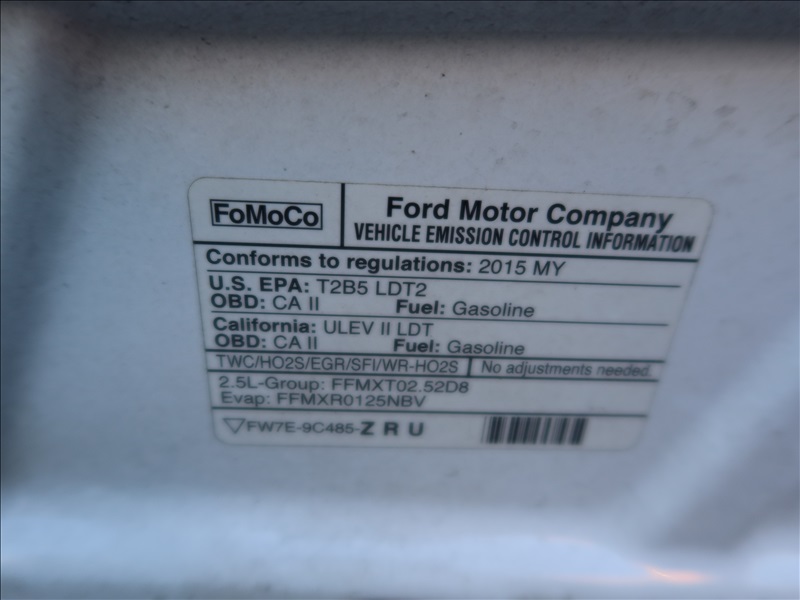 FoMoCo
Ford Motor Company
VEHICLE EMISSION CONTROL INFORMATION
Conforms to regulations: 2015 MY
U.S. EPA: T2B5 LDT2
OBD: CA II Fuel: Gasoline
California: ULEV II LDT
OBD: CA II Fuel: Gasoline
TWC/HO2S/EGR/SFI/WR-HO2S No adjustments needed.
2.5L-Group: FFMXT02.52D8
Evap: FFMXR0125NBV
FW7E-9C485-ZRU